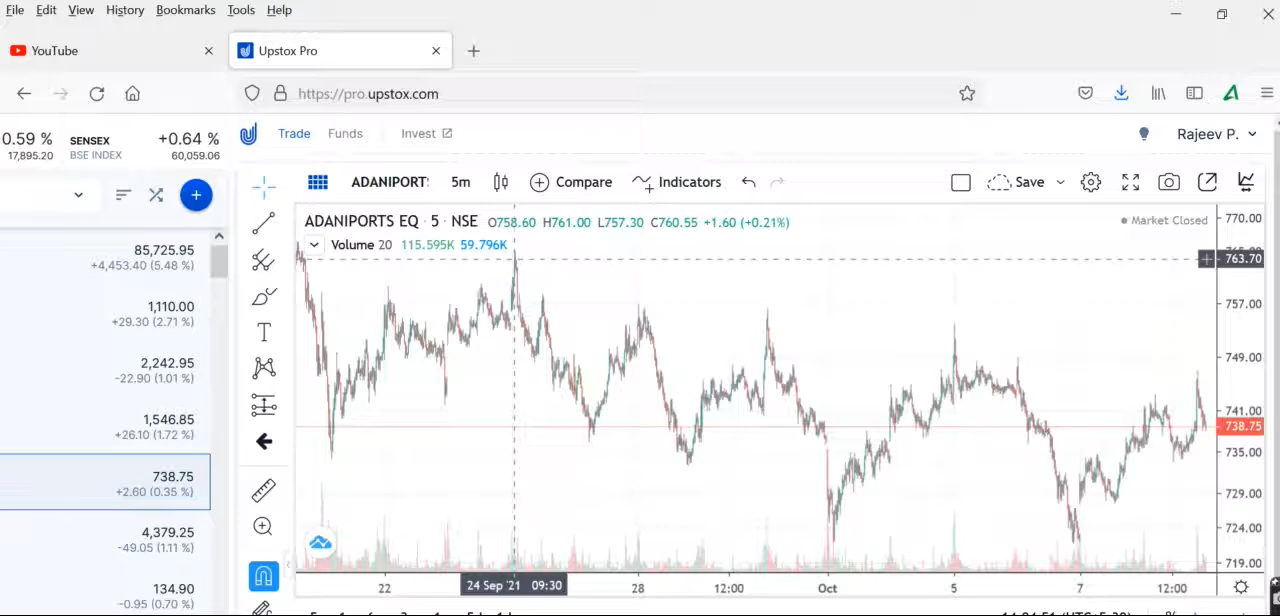 File Edit View History Bookmarks Tools Help
YouTube
Upstox Pro
https://pro.upstox.com
0.59 % SENSEX +0.64 %
17,895.20 BSE INDEX 60,059.06
Trade Funds Invest
Rajeev P.
ADANIPORT: 5m Compare Indicators Save
85,725.95
+4,453.40 (5.48 %)
1,110.00
+29.30 (2.71 %)
2,242.95
-22.90 (1.01 %)
1,546.85
+26.10 (1.72 %)
738.75
+2.60 (0.35 %)
4,379.25
-49.05 (1.11 %)
134.90
-0.95 (0.70 %)
ADANIPORTS EQ · 5 · NSE O758.60 H761.00 L757.30 C760.55 +1.60 (+0.21%)
Market Closed
Volume 20 115.595K 59.796K
770.00
763.70
757.00
749.00
741.00
738.75
735.00
729.00
724.00
719.00
22 24 Sep '21 09:30 28 12:00 Oct 5 7 12:00